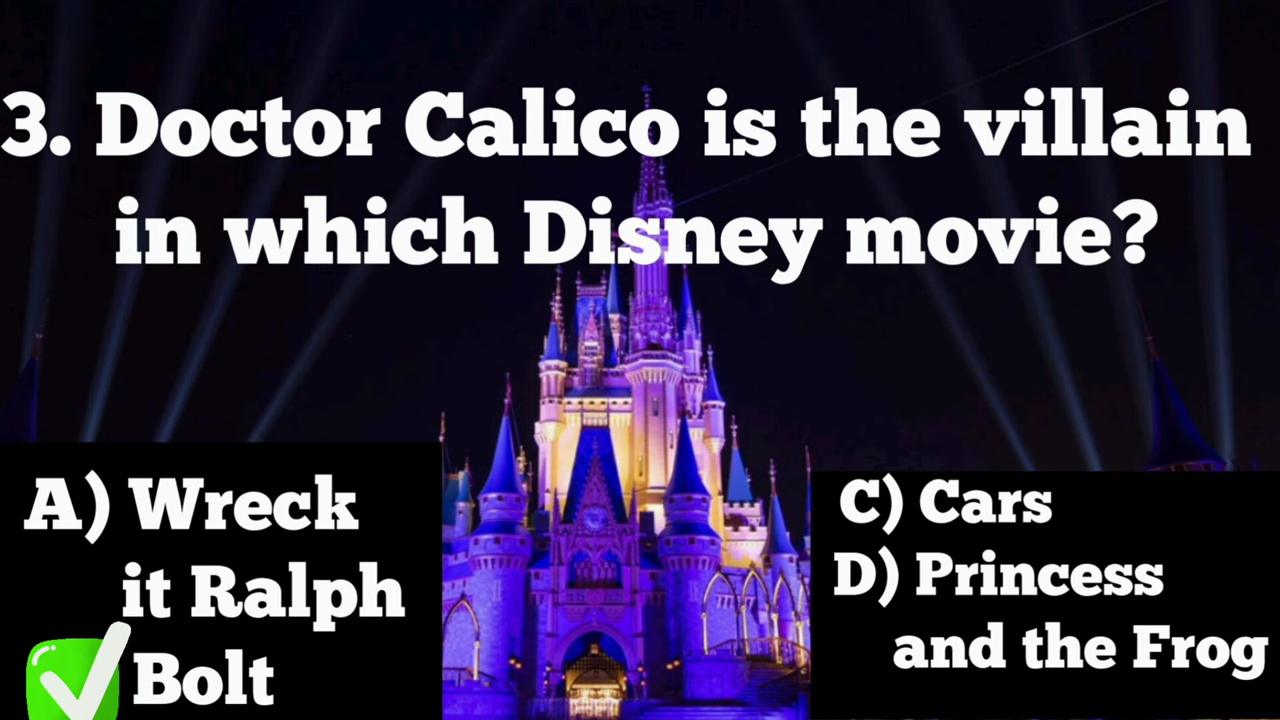 3. Doctor Calico is the villain
in which Disney movie?
A) Wreck
it Ralph
Bolt
C) Cars
D) Princess
and the Frog